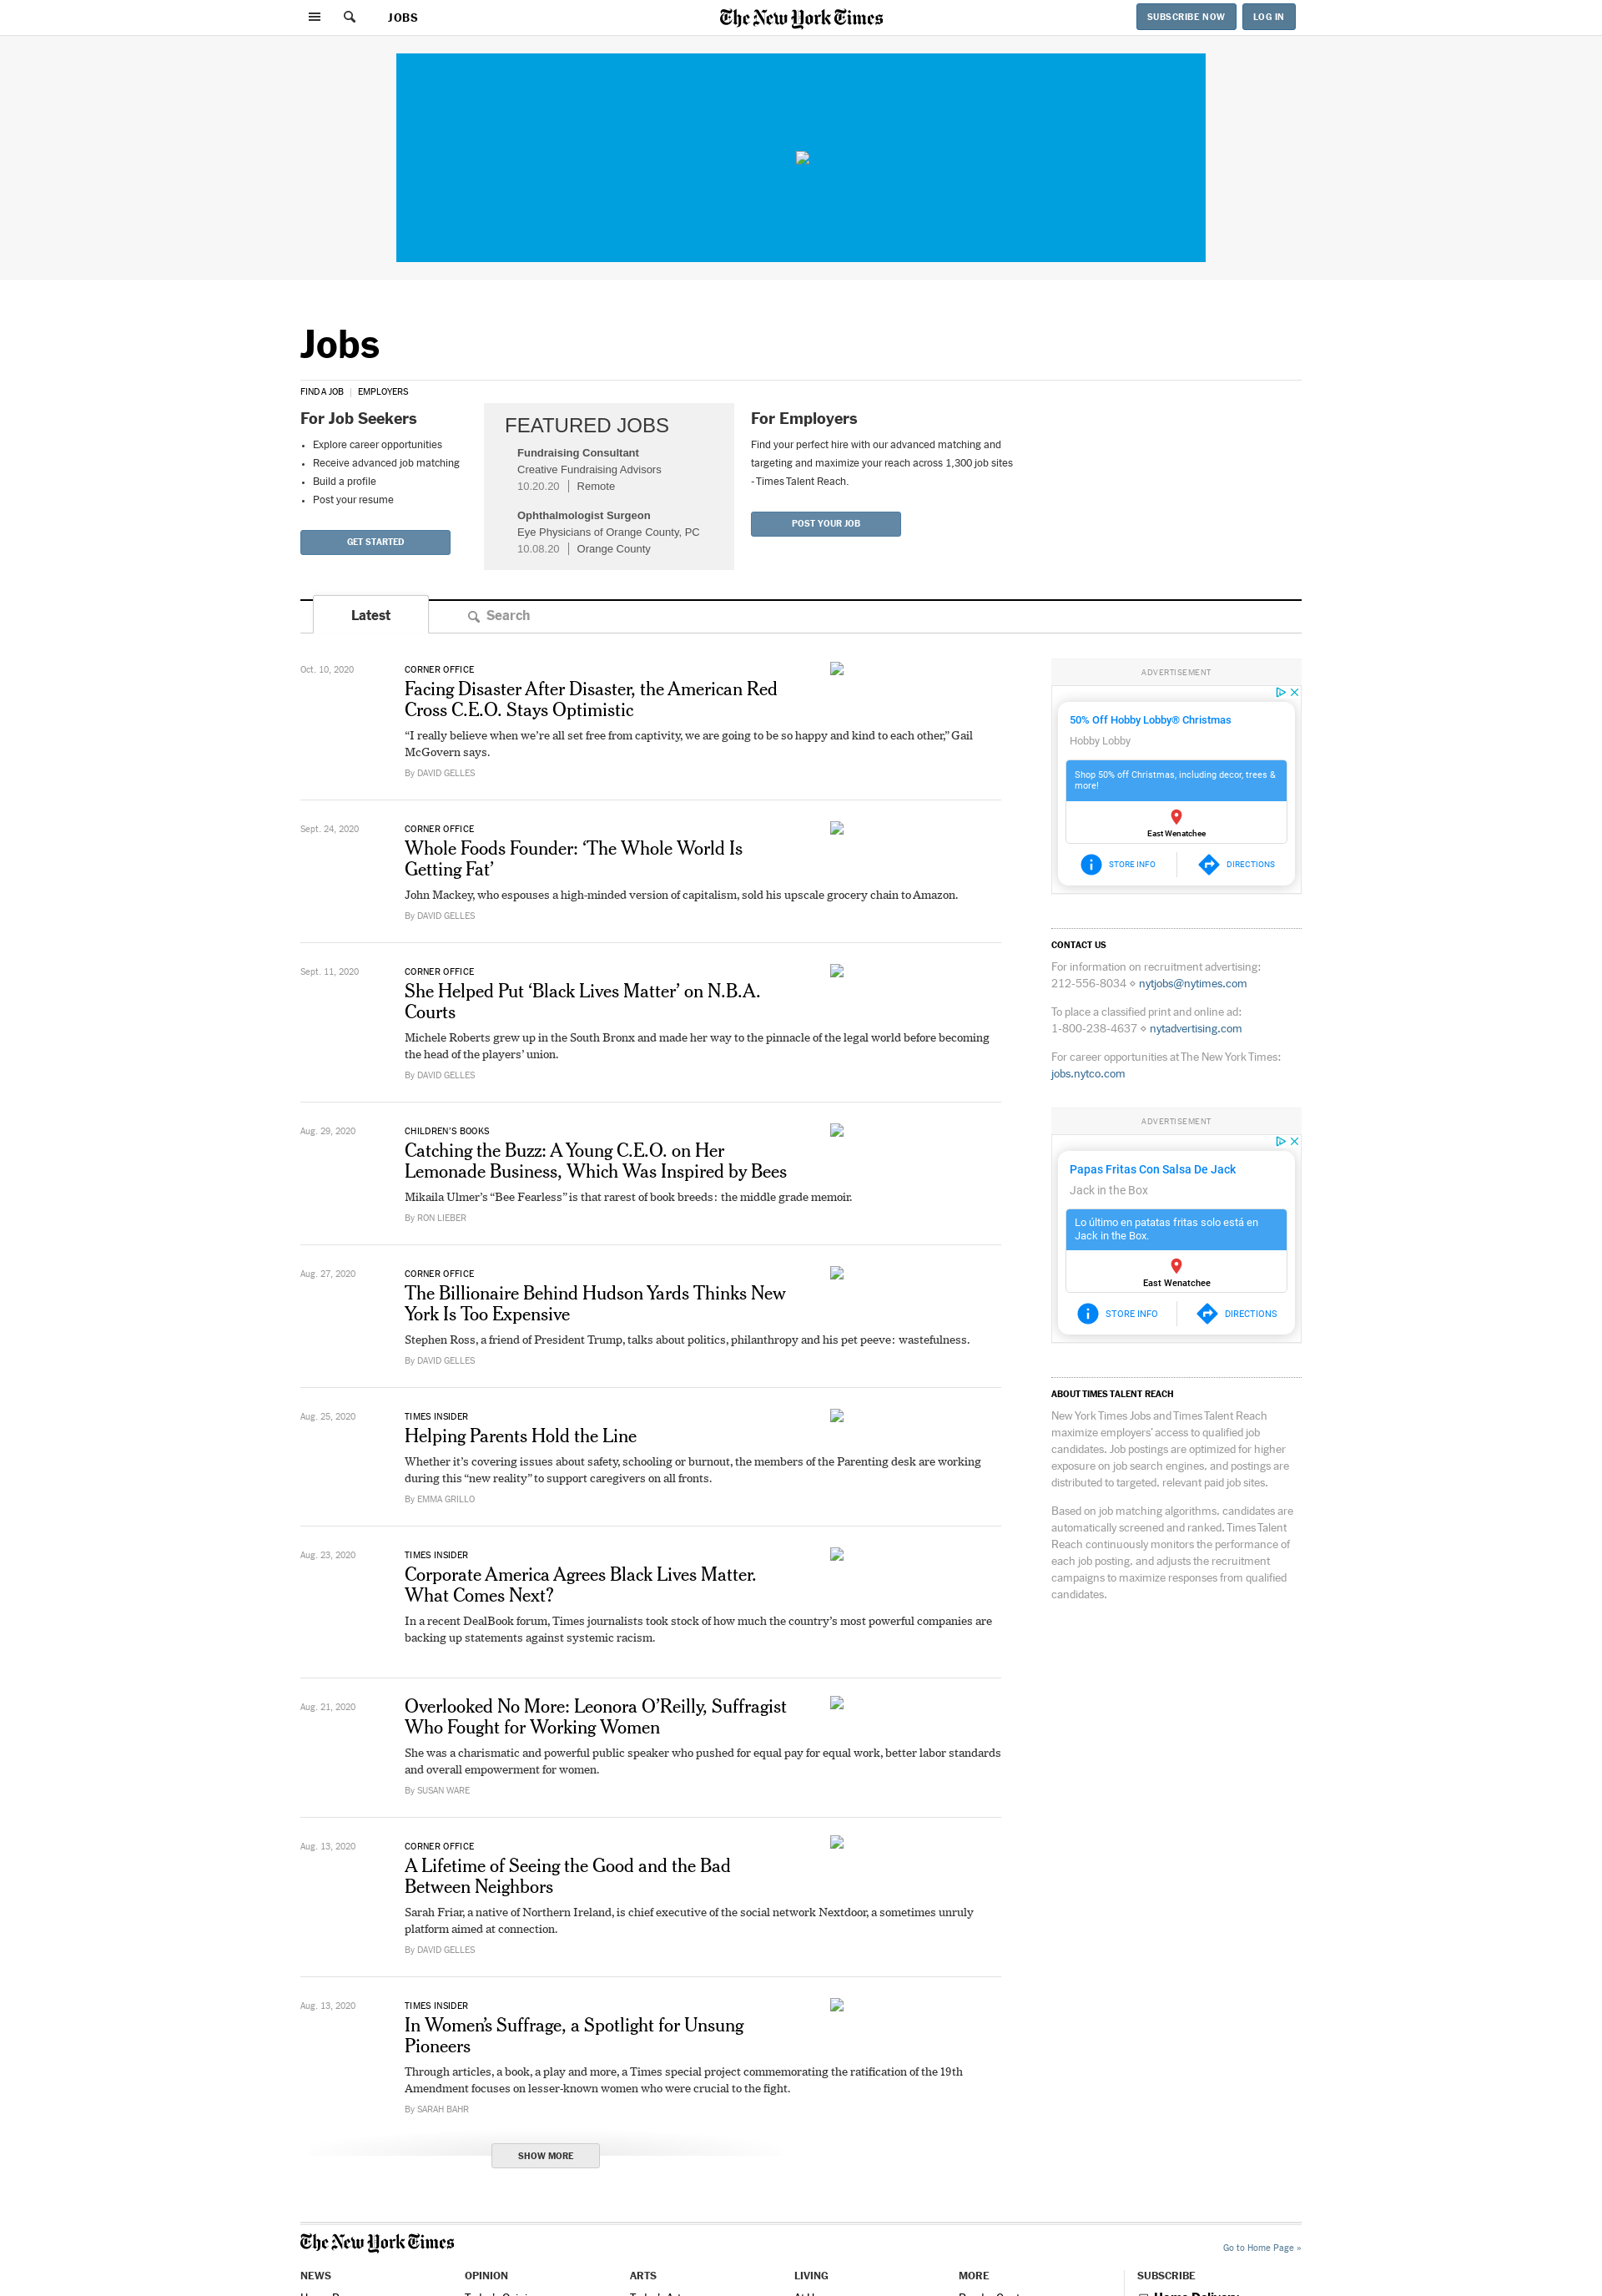 JOBS
The New York Times
SUBSCRIBE NOW
LOG IN
Jobs
FIND A JOB | EMPLOYERS
For Job Seekers
• Explore career opportunities
• Receive advanced job matching
• Build a profile
• Post your resume
GET STARTED
FEATURED JOBS
Fundraising Consultant
Creative Fundraising Advisors
10.20.20 | Remote
Ophthalmologist Surgeon
Eye Physicians of Orange County, PC
10.08.20 | Orange County
For Employers
Find your perfect hire with our advanced matching and
targeting and maximize your reach across 1,300 job sites
- Times Talent Reach.
POST YOUR JOB
Latest
Search
Oct. 10, 2020
CORNER OFFICE
Facing Disaster After Disaster, the American Red
Cross C.E.O. Stays Optimistic
“I really believe when we’re all set free from captivity, we are going to be so happy and kind to each other,” Gail
McGovern says.
By DAVID GELLES
Sept. 24, 2020
CORNER OFFICE
Whole Foods Founder: ‘The Whole World Is
Getting Fat’
John Mackey, who espouses a high-minded version of capitalism, sold his upscale grocery chain to Amazon.
By DAVID GELLES
Sept. 11, 2020
CORNER OFFICE
She Helped Put ‘Black Lives Matter’ on N.B.A.
Courts
Michele Roberts grew up in the South Bronx and made her way to the pinnacle of the legal world before becoming
the head of the players’ union.
By DAVID GELLES
Aug. 29, 2020
CHILDREN’S BOOKS
Catching the Buzz: A Young C.E.O. on Her
Lemonade Business, Which Was Inspired by Bees
Mikaila Ulmer’s “Bee Fearless” is that rarest of book breeds: the middle grade memoir.
By RON LIEBER
Aug. 27, 2020
CORNER OFFICE
The Billionaire Behind Hudson Yards Thinks New
York Is Too Expensive
Stephen Ross, a friend of President Trump, talks about politics, philanthropy and his pet peeve: wastefulness.
By DAVID GELLES
Aug. 25, 2020
TIMES INSIDER
Helping Parents Hold the Line
Whether it’s covering issues about safety, schooling or burnout, the members of the Parenting desk are working
during this “new reality” to support caregivers on all fronts.
By EMMA GRILLO
Aug. 23, 2020
TIMES INSIDER
Corporate America Agrees Black Lives Matter.
What Comes Next?
In a recent DealBook forum, Times journalists took stock of how much the country’s most powerful companies are
backing up statements against systemic racism.
Aug. 21, 2020
Overlooked No More: Leonora O’Reilly, Suffragist
Who Fought for Working Women
She was a charismatic and powerful public speaker who pushed for equal pay for equal work, better labor standards
and overall empowerment for women.
By SUSAN WARE
Aug. 13, 2020
CORNER OFFICE
A Lifetime of Seeing the Good and the Bad
Between Neighbors
Sarah Friar, a native of Northern Ireland, is chief executive of the social network Nextdoor, a sometimes unruly
platform aimed at connection.
By DAVID GELLES
Aug. 13, 2020
TIMES INSIDER
In Women’s Suffrage, a Spotlight for Unsung
Pioneers
Through articles, a book, a play and more, a Times special project commemorating the ratification of the 19th
Amendment focuses on lesser-known women who were crucial to the fight.
By SARAH BAHR
SHOW MORE
ADVERTISEMENT
50% Off Hobby Lobby® Christmas
Hobby Lobby
Shop 50% off Christmas, including decor, trees &
more!
East Wenatchee
STORE INFO
DIRECTIONS
CONTACT US
For information on recruitment advertising:
212-556-8034 ⋄ nytjobs@nytimes.com
To place a classified print and online ad:
1-800-238-4637 ⋄ nytadvertising.com
For career opportunities at The New York Times:
jobs.nytco.com
ADVERTISEMENT
Papas Fritas Con Salsa De Jack
Jack in the Box
Lo último en patatas fritas solo está en
Jack in the Box.
East Wenatchee
STORE INFO
DIRECTIONS
ABOUT TIMES TALENT REACH
New York Times Jobs and Times Talent Reach
maximize employers’ access to qualified job
candidates. Job postings are optimized for higher
exposure on job search engines, and postings are
distributed to targeted, relevant paid job sites.
Based on job matching algorithms, candidates are
automatically screened and ranked. Times Talent
Reach continuously monitors the performance of
each job posting, and adjusts the recruitment
campaigns to maximize responses from qualified
candidates.
The New York Times
Go to Home Page »
NEWS
OPINION
ARTS
LIVING
MORE
SUBSCRIBE